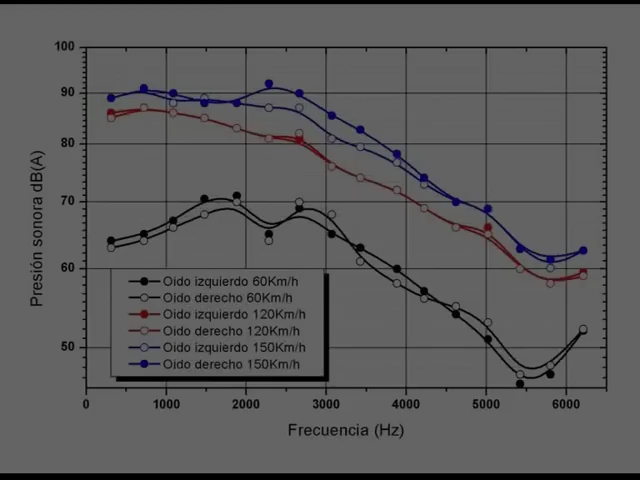 100
90
80
70
60
50
Presión sonora dB(A)
Oido izquierdo 60Km/h
Oido derecho 60Km/h
Oido izquierdo 120Km/h
Oido derecho 120Km/h
Oido izquierdo 150Km/h
Oido derecho 150Km/h
0 1000 2000 3000 4000 5000 6000
Frecuencia (Hz)